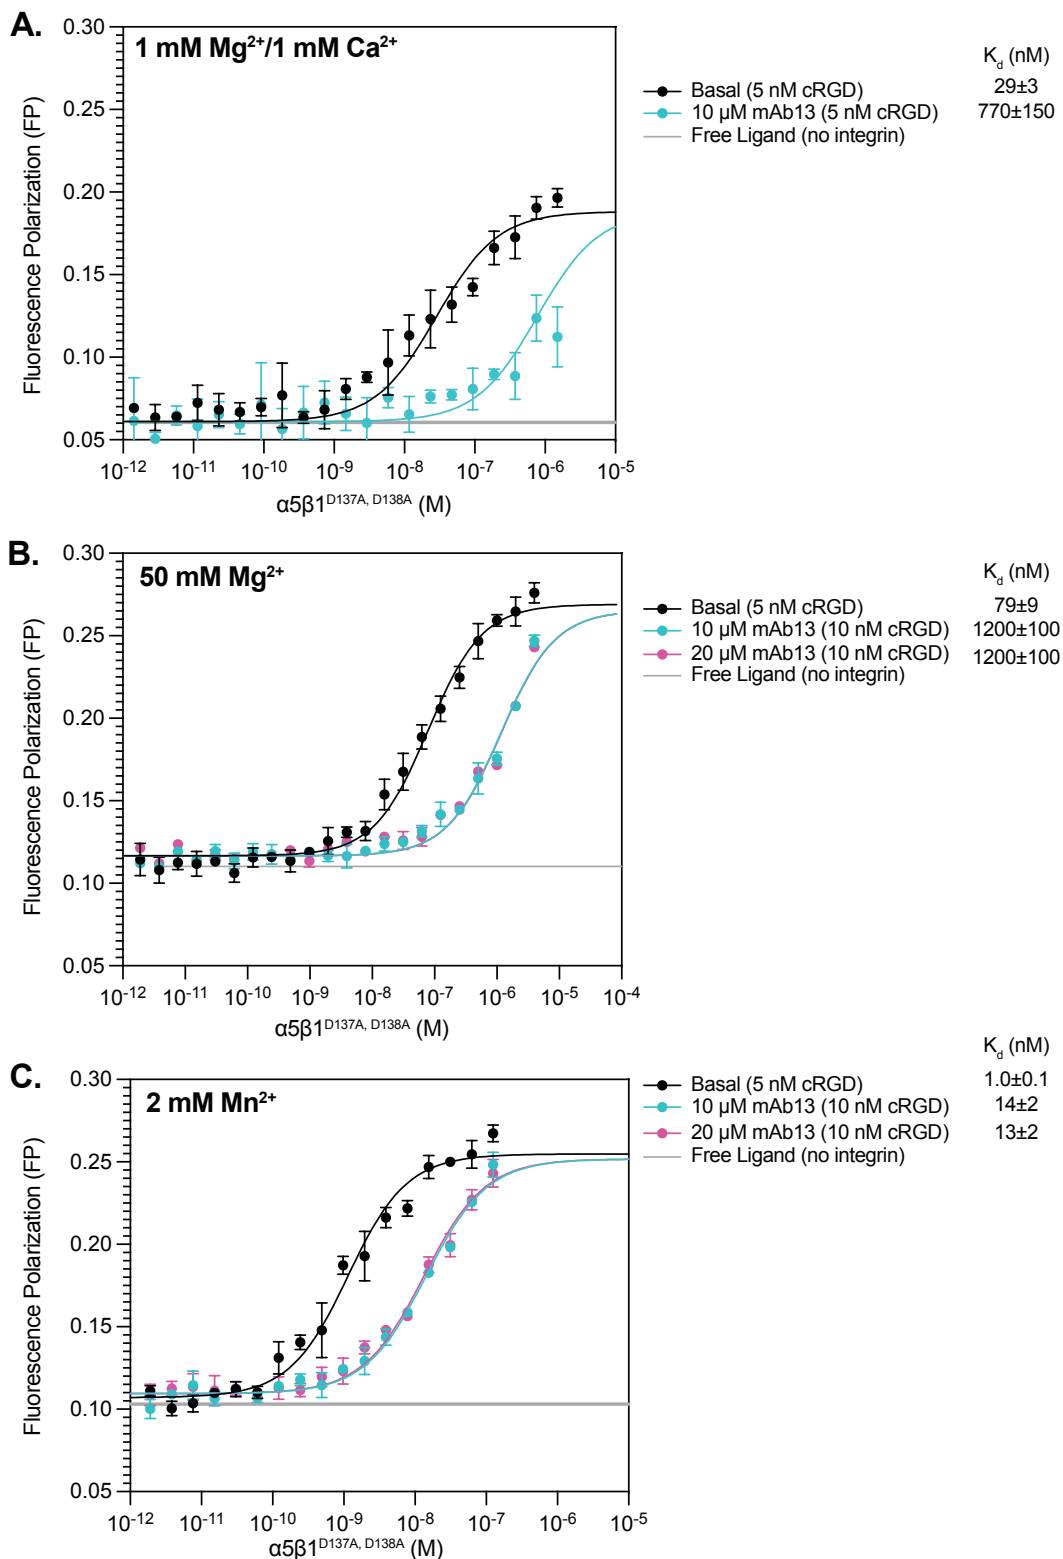 A.
1 mM Mg²⁺/1 mM Ca²⁺
Kd (nM)
Basal (5 nM cRGD) 29±3
10 µM mAb13 (5 nM cRGD) 770±150
Free Ligand (no integrin)
Fluorescence Polarization (FP)
0.30
0.25
0.20
0.15
0.10
0.05
10⁻¹² 10⁻¹¹ 10⁻¹⁰ 10⁻⁹ 10⁻⁸ 10⁻⁷ 10⁻⁶ 10⁻⁵
α5β1ᴰ¹³⁷ᴬ, ᴰ¹³⁸ᴬ (M)
B.
50 mM Mg²⁺
Kd (nM)
Basal (5 nM cRGD) 79±9
10 µM mAb13 (10 nM cRGD) 1200±100
20 µM mAb13 (10 nM cRGD) 1200±100
Free Ligand (no integrin)
Fluorescence Polarization (FP)
0.30
0.25
0.20
0.15
0.10
0.05
10⁻¹² 10⁻¹¹ 10⁻¹⁰ 10⁻⁹ 10⁻⁸ 10⁻⁷ 10⁻⁶ 10⁻⁵ 10⁻⁴
α5β1ᴰ¹³⁷ᴬ, ᴰ¹³⁸ᴬ (M)
C.
2 mM Mn²⁺
Kd (nM)
Basal (5 nM cRGD) 1.0±0.1
10 µM mAb13 (10 nM cRGD) 14±2
20 µM mAb13 (10 nM cRGD) 13±2
Free Ligand (no integrin)
Fluorescence Polarization (FP)
0.30
0.25
0.20
0.15
0.10
0.05
10⁻¹² 10⁻¹¹ 10⁻¹⁰ 10⁻⁹ 10⁻⁸ 10⁻⁷ 10⁻⁶ 10⁻⁵
α5β1ᴰ¹³⁷ᴬ, ᴰ¹³⁸ᴬ (M)